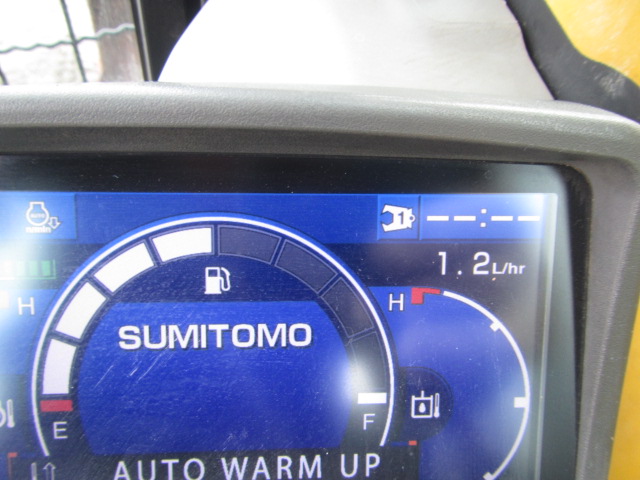 1
--:--
1.2L/hr
H
H
SUMITOMO
E
F
AUTO WARM UP